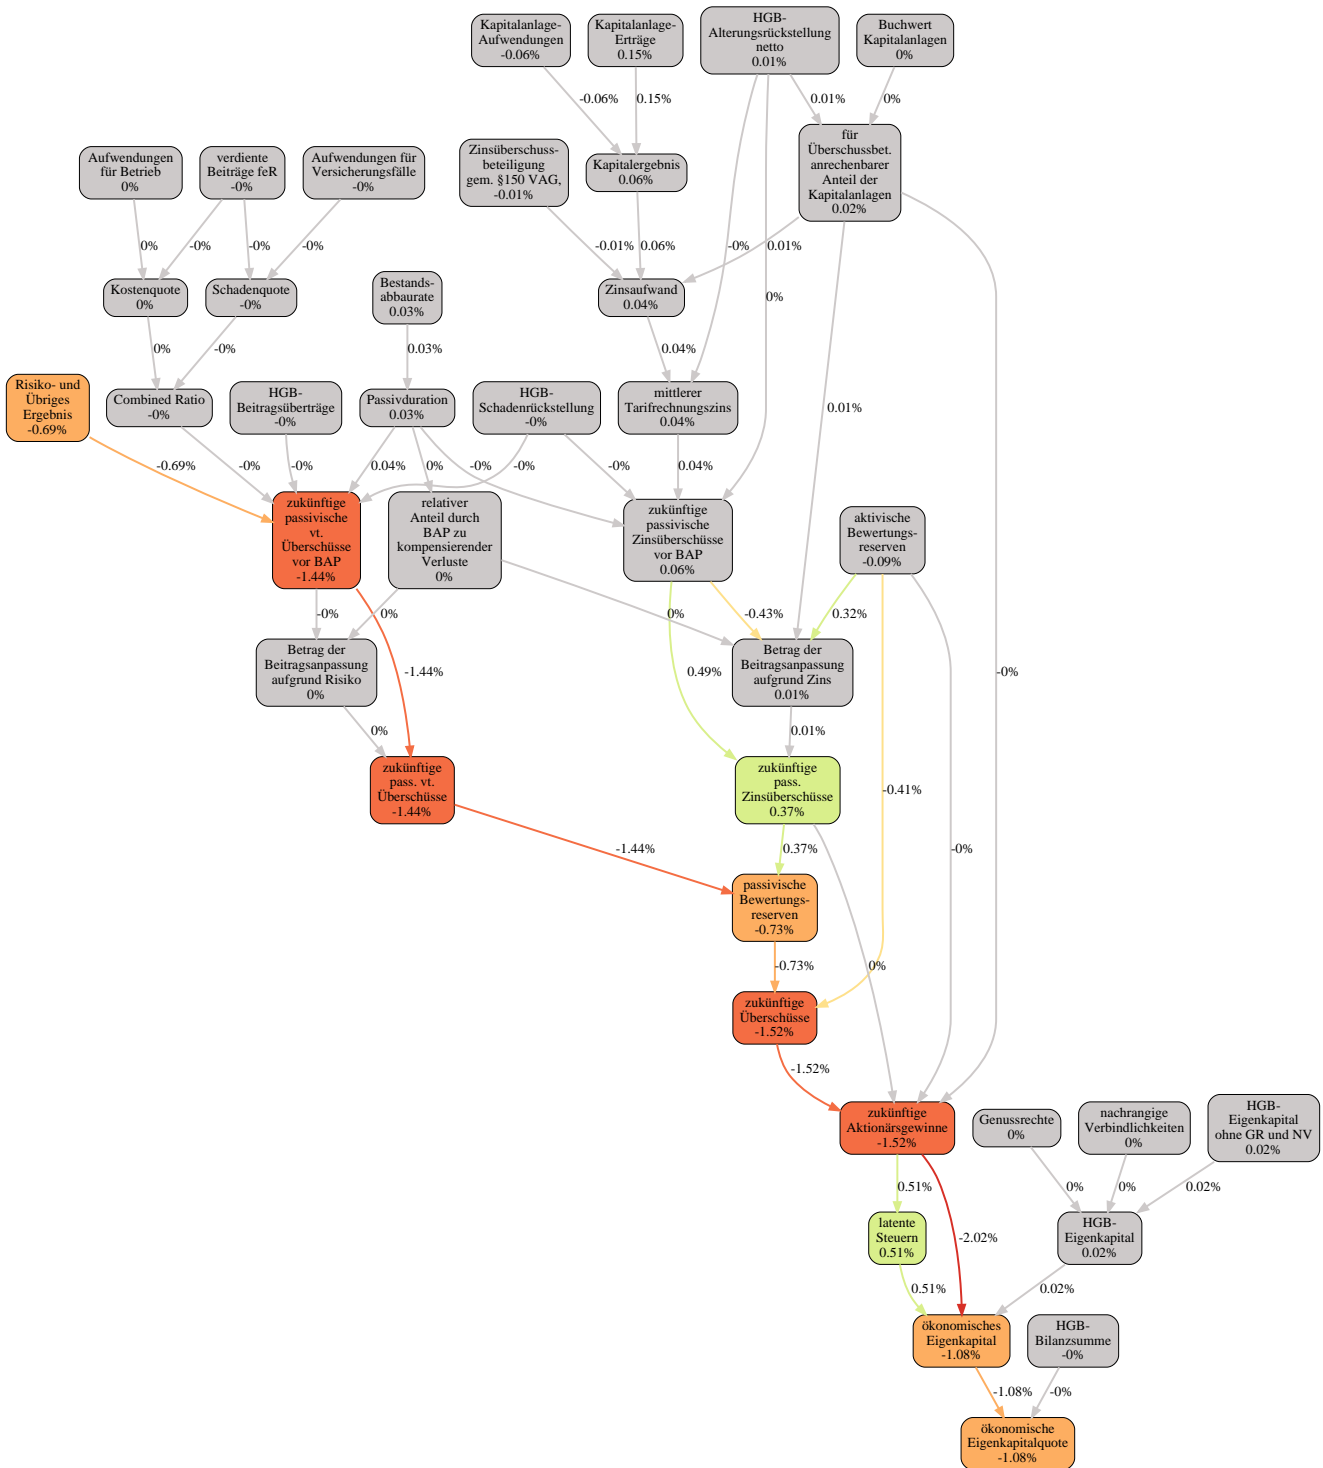 Kapitalanlage-
Aufwendungen
-0.06%
Kapitalanlage-
Erträge
0.15%
HGB-
Alterungsrückstellung
netto
0.01%
Buchwert
Kapitalanlagen
0%
-0.06%
0.15%
0.01%
0%
Aufwendungen
für Betrieb
0%
verdiente
Beiträge feR
-0%
Aufwendungen für
Versicherungsfälle
-0%
Zinsüberschuss-
beteiligung
gem. §150 VAG,
-0.01%
Kapitalergebnis
0.06%
für
Überschussbet.
anrechenbarer
Anteil der
Kapitalanlagen
0.02%
0%
-0%
-0%
-0%
-0.01%
0.06%
-0%
0.01%
Kostenquote
0%
Schadenquote
-0%
Bestands-
abbaurate
0.03%
Zinsaufwand
0.04%
0%
0%
-0%
0.03%
0.04%
Risiko- und
Übriges
Ergebnis
-0.69%
Combined Ratio
-0%
HGB-
Beitragsüberträge
-0%
Passivduration
0.03%
HGB-
Schadenrückstellung
-0%
mittlerer
Tarifrechnungszins
0.04%
0.01%
-0.69%
-0%
-0%
0.04%
0%
-0%
-0%
-0%
0.04%
zukünftige
passivische
vt.
Überschüsse
vor BAP
-1.44%
relativer
Anteil durch
BAP zu
kompensierender
Verluste
0%
zukünftige
passivische
Zinsüberschüsse
vor BAP
0.06%
aktivische
Bewertungs-
reserven
-0.09%
-0%
0%
0%
-0.43%
0.32%
Betrag der
Beitragsanpassung
aufgrund Risiko
0%
-1.44%
0.49%
Betrag der
Beitragsanpassung
aufgrund Zins
0.01%
-0%
0%
0.01%
zukünftige
pass. vt.
Überschüsse
-1.44%
zukünftige
pass.
Zinsüberschüsse
0.37%
-0.41%
-1.44%
0.37%
-0%
passivische
Bewertungs-
reserven
-0.73%
-0.73%
0%
zukünftige
Überschüsse
-1.52%
-1.52%
zukünftige
Aktionärsgewinne
-1.52%
Genussrechte
0%
nachrangige
Verbindlichkeiten
0%
HGB-
Eigenkapital
ohne GR und NV
0.02%
0.51%
0%
0%
0.02%
latente
Steuern
0.51%
-2.02%
HGB-
Eigenkapital
0.02%
0.51%
0.02%
ökonomisches
Eigenkapital
-1.08%
HGB-
Bilanzsumme
-0%
-1.08%
-0%
ökonomische
Eigenkapitalquote
-1.08%